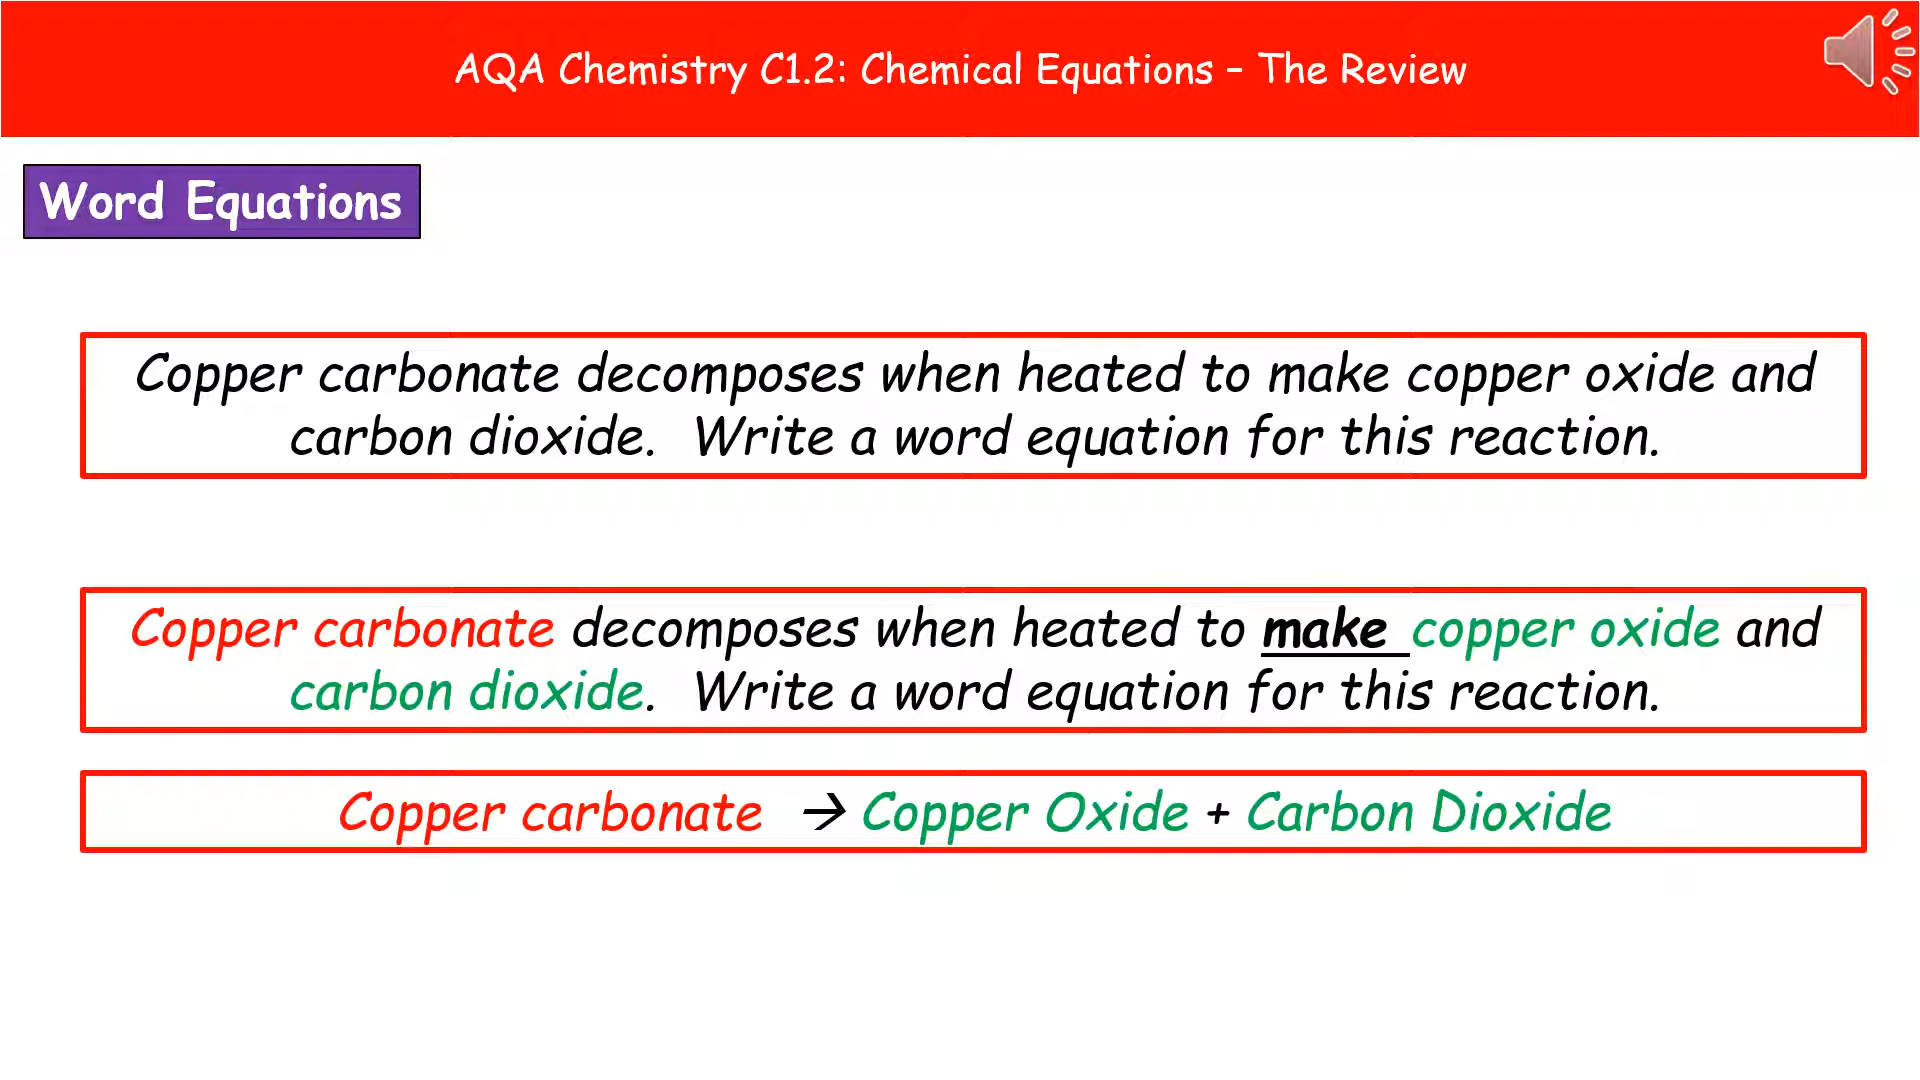 AQA Chemistry C1.2: Chemical Equations – The Review
Word Equations
Copper carbonate decomposes when heated to make copper oxide and
carbon dioxide. Write a word equation for this reaction.
Copper carbonate decomposes when heated to make copper oxide and
carbon dioxide. Write a word equation for this reaction.
Copper carbonate → Copper Oxide + Carbon Dioxide